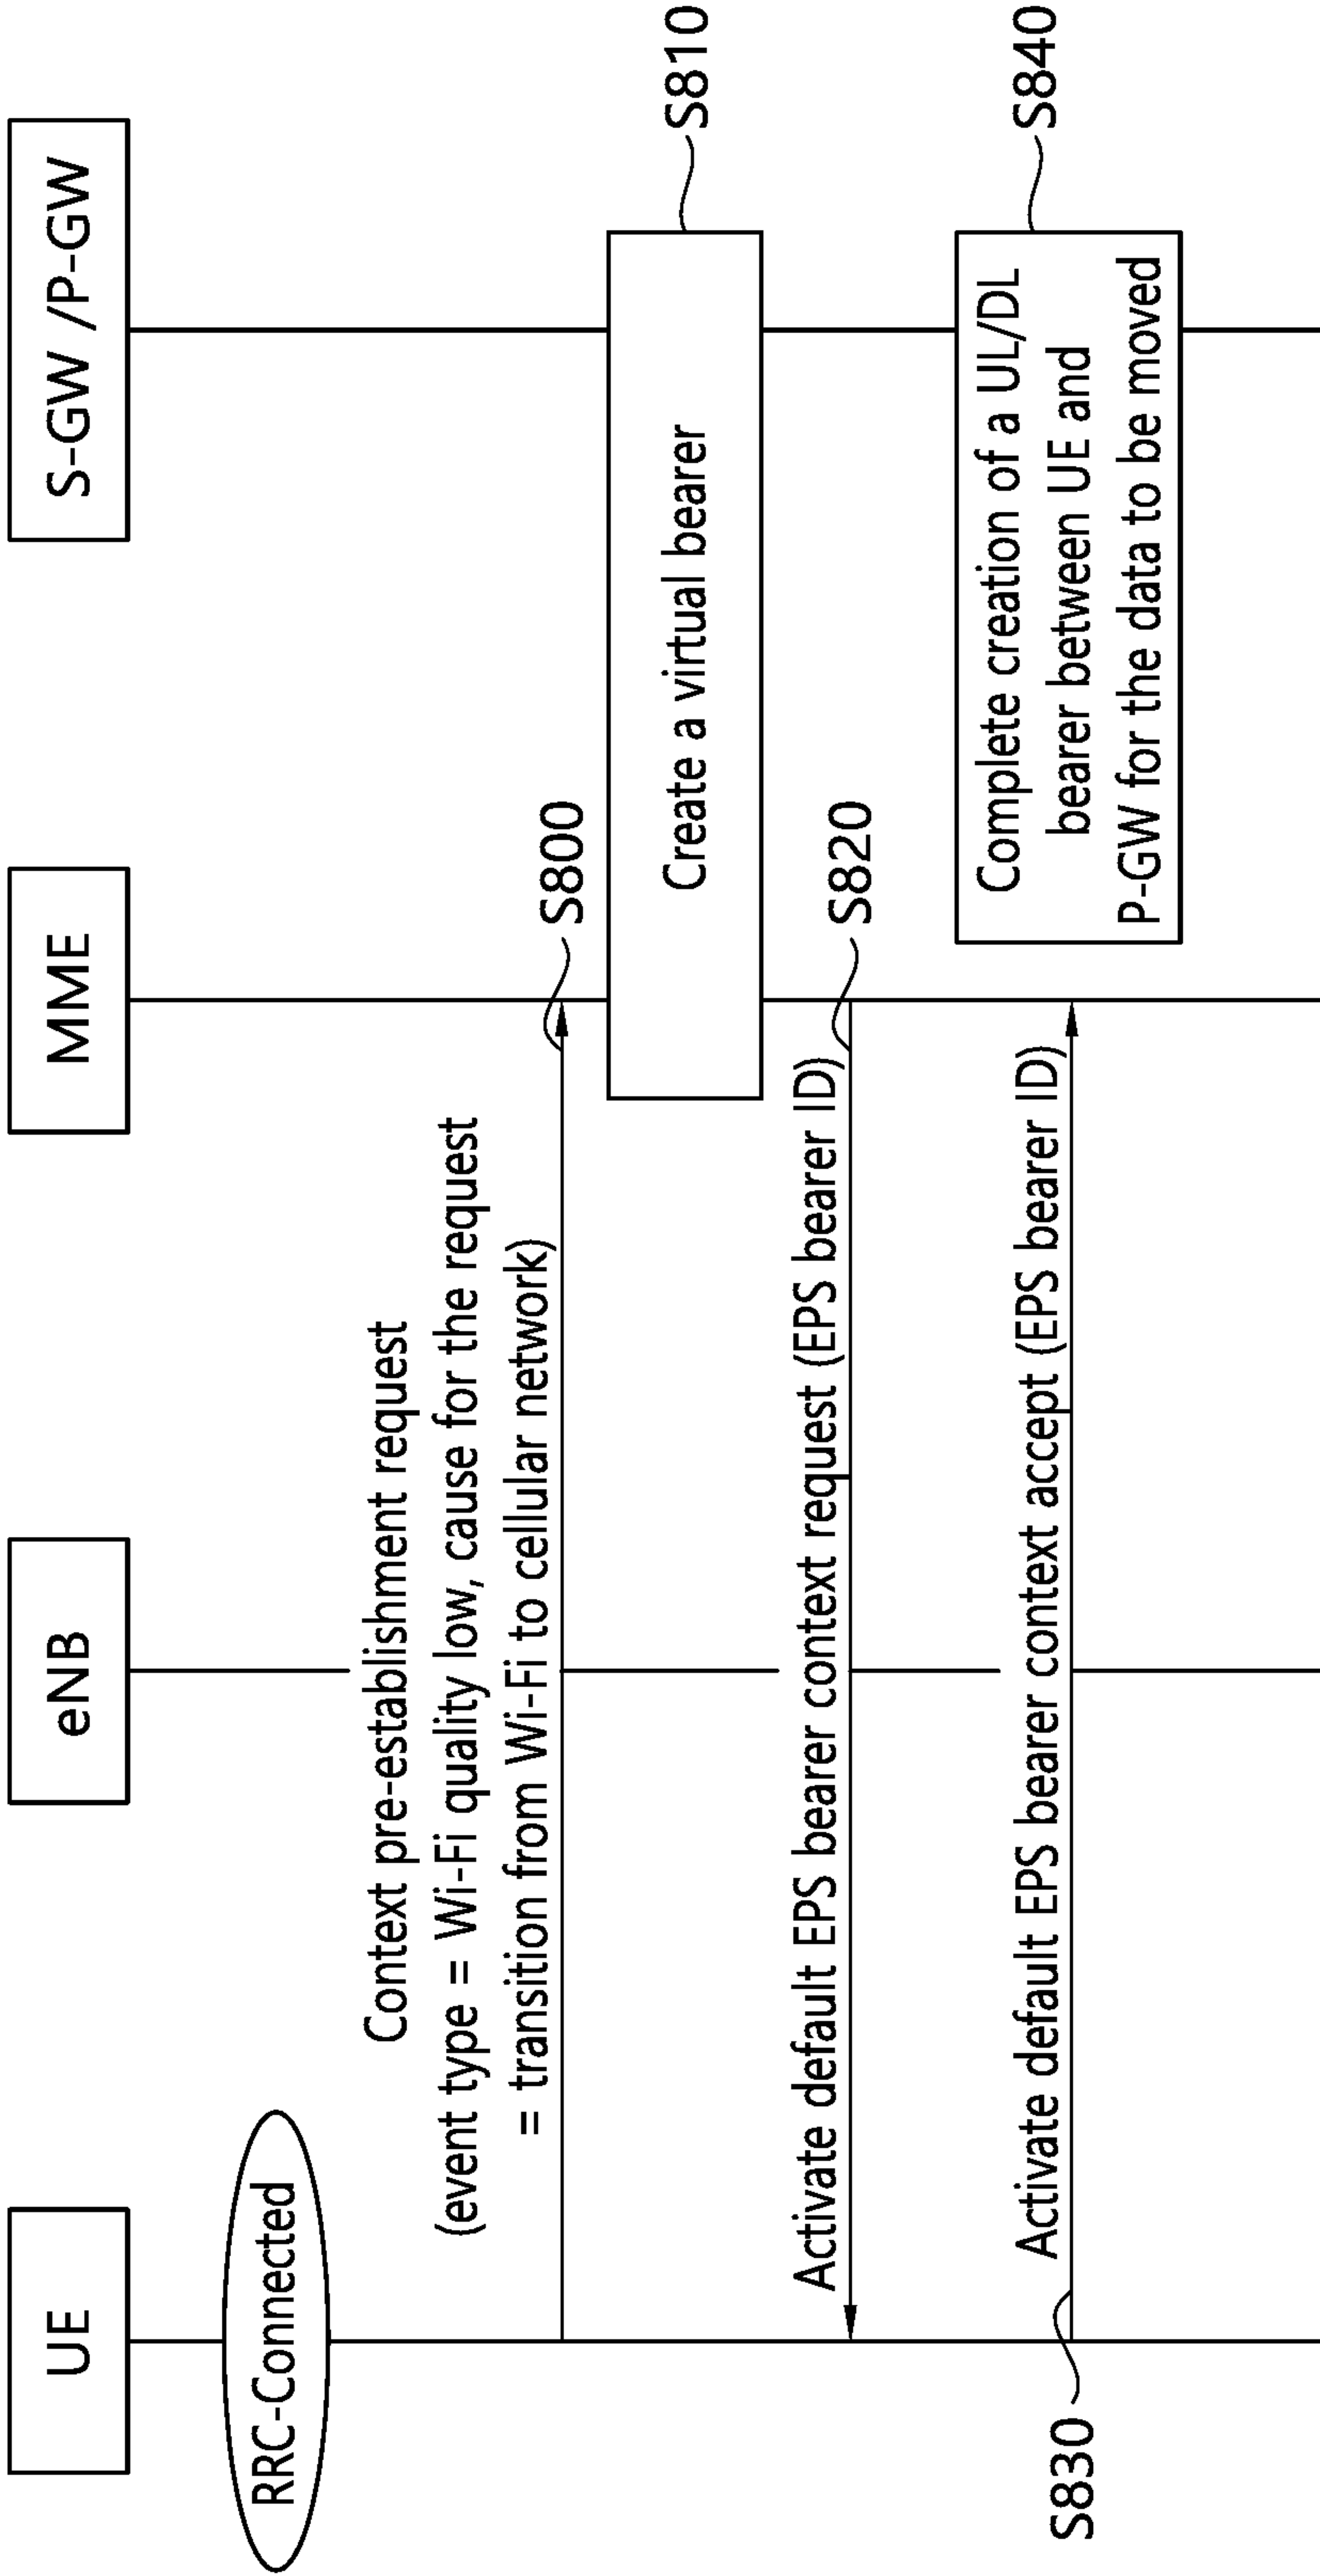 UE
eNB
MME
S-GW /P-GW
RRC-Connected
Context pre-establishment request
(event type = Wi-Fi quality low, cause for the request
= transition from Wi-Fi to cellular network)
S800
Create a virtual bearer
S810
Activate default EPS bearer context request (EPS bearer ID)
S820
S830
Activate default EPS bearer context accept (EPS bearer ID)
Complete creation of a UL/DL
bearer between UE and
P-GW for the data to be moved
S840